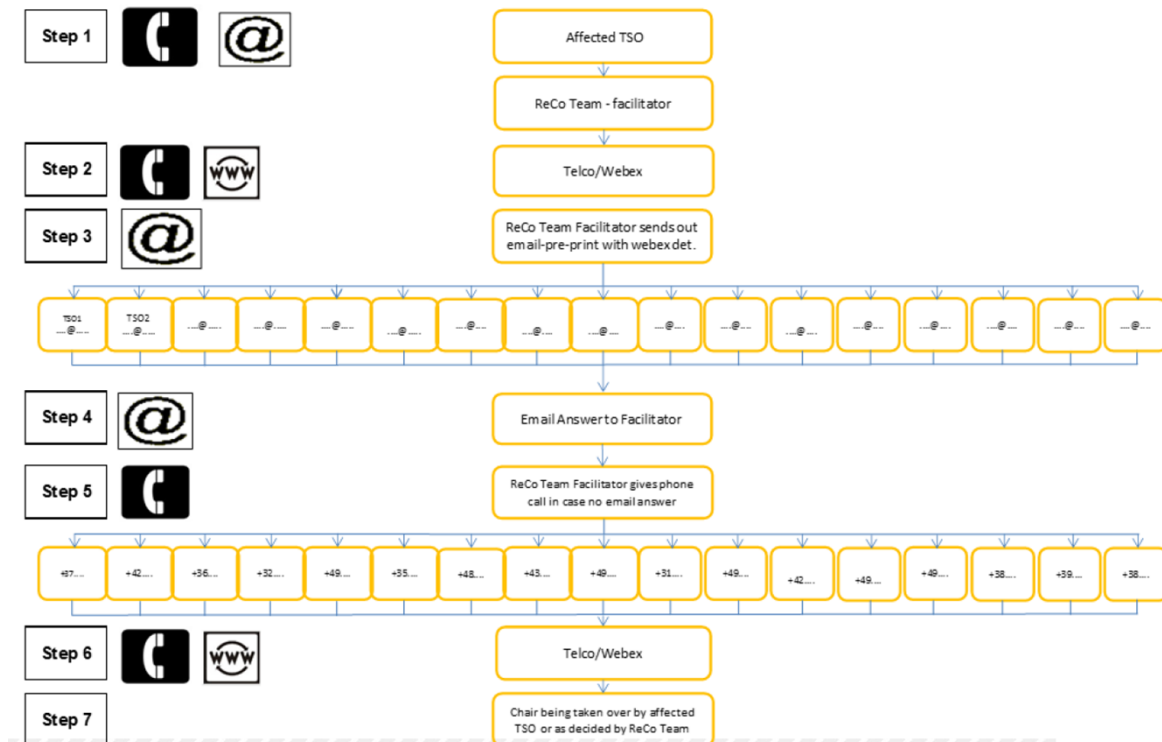 Step 1
@
Affected TSO
ReCo Team - facilitator
Step 2
WWW
Telco/Webex
Step 3
@
ReCo Team Facilitator sends out
email-pre-print with webex det.
TSO1
....@.....
TSO2
....@.....
....@.....
....@.....
....@....
....@.....
....@....
....@....
....@....
....@....
....@....
....@....
....@....
....@....
....@....
....@....
....@....
Step 4
@
Email Answer to Facilitator
Step 5
ReCo Team Facilitator gives phone
call in case no email answer
+37....
+42.....
+36....
+32.....
+49....
+35.....
+48....
+43....
+49....
+31....
+49....
+42....
+49....
+49....
+38.....
+39....
+38.....
Step 6
WWW
Telco/Webex
Step 7
Chair being taken over by affected
TSO or as decided by ReCo Team